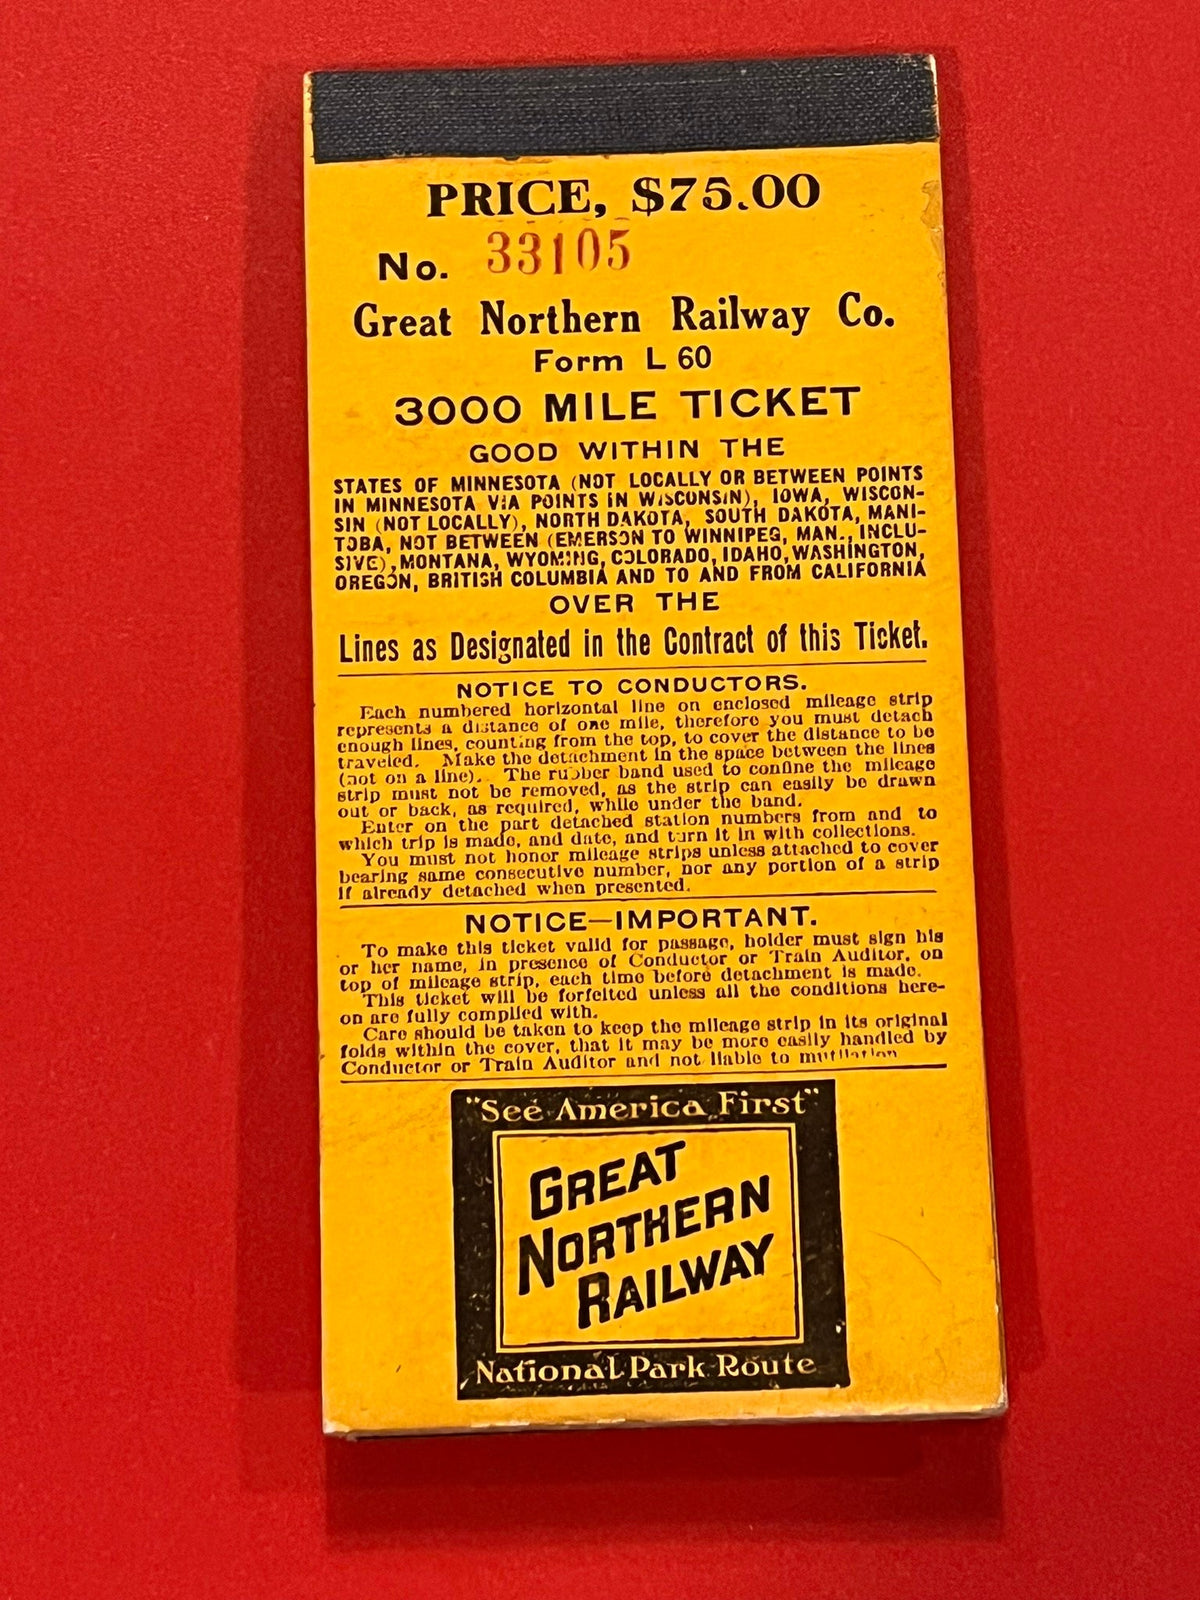 PRICE, $75.00
No. 33105
Great Northern Railway Co.
Form L 60
3000 MILE TICKET
GOOD WITHIN THE
STATES OF MINNESOTA (NOT LOCALLY OR BETWEEN POINTS
IN MINNESOTA VIA POINTS IN WISCONSIN), IOWA, WISCON-
SIN (NOT LOCALLY), NORTH DAKOTA, SOUTH DAKOTA, MANI-
TOBA, NOT BETWEEN (EMERSON TO WINNIPEG, MAN., INCLU-
SIVE), MONTANA, WYOMING, COLORADO, IDAHO, WASHINGTON,
OREGON, BRITISH COLUMBIA AND TO AND FROM CALIFORNIA
OVER THE
Lines as Designated in the Contract of this Ticket.
NOTICE TO CONDUCTORS.
Each numbered horizontal line on enclosed mileage strip
represents a distance of one mile, therefore you must detach
enough lines, counting from the top, to cover the distance to be
traveled. Make the detachment in the space between the lines
(not on a line). The rubber band used to confine the mileage
strip must not be removed, as the strip can easily be drawn
out or back, as required, while under the band.
Enter on the part detached station numbers from and to
which trip is made, and date, and turn it in with collections.
You must not honor mileage strips unless attached to cover
bearing same consecutive number, nor any portion of a strip
if already detached when presented.
NOTICE—IMPORTANT.
To make this ticket valid for passage, holder must sign his
or her name, in presence of Conductor or Train Auditor, on
top of mileage strip, each time before detachment is made.
This ticket will be forfeited unless all the conditions here-
on are fully complied with.
Care should be taken to keep the mileage strip in its original
folds within the cover, that it may be more easily handled by
Conductor or Train Auditor and not liable to mutilation
"See America First"
GREAT
NORTHERN
RAILWAY
National Park Route